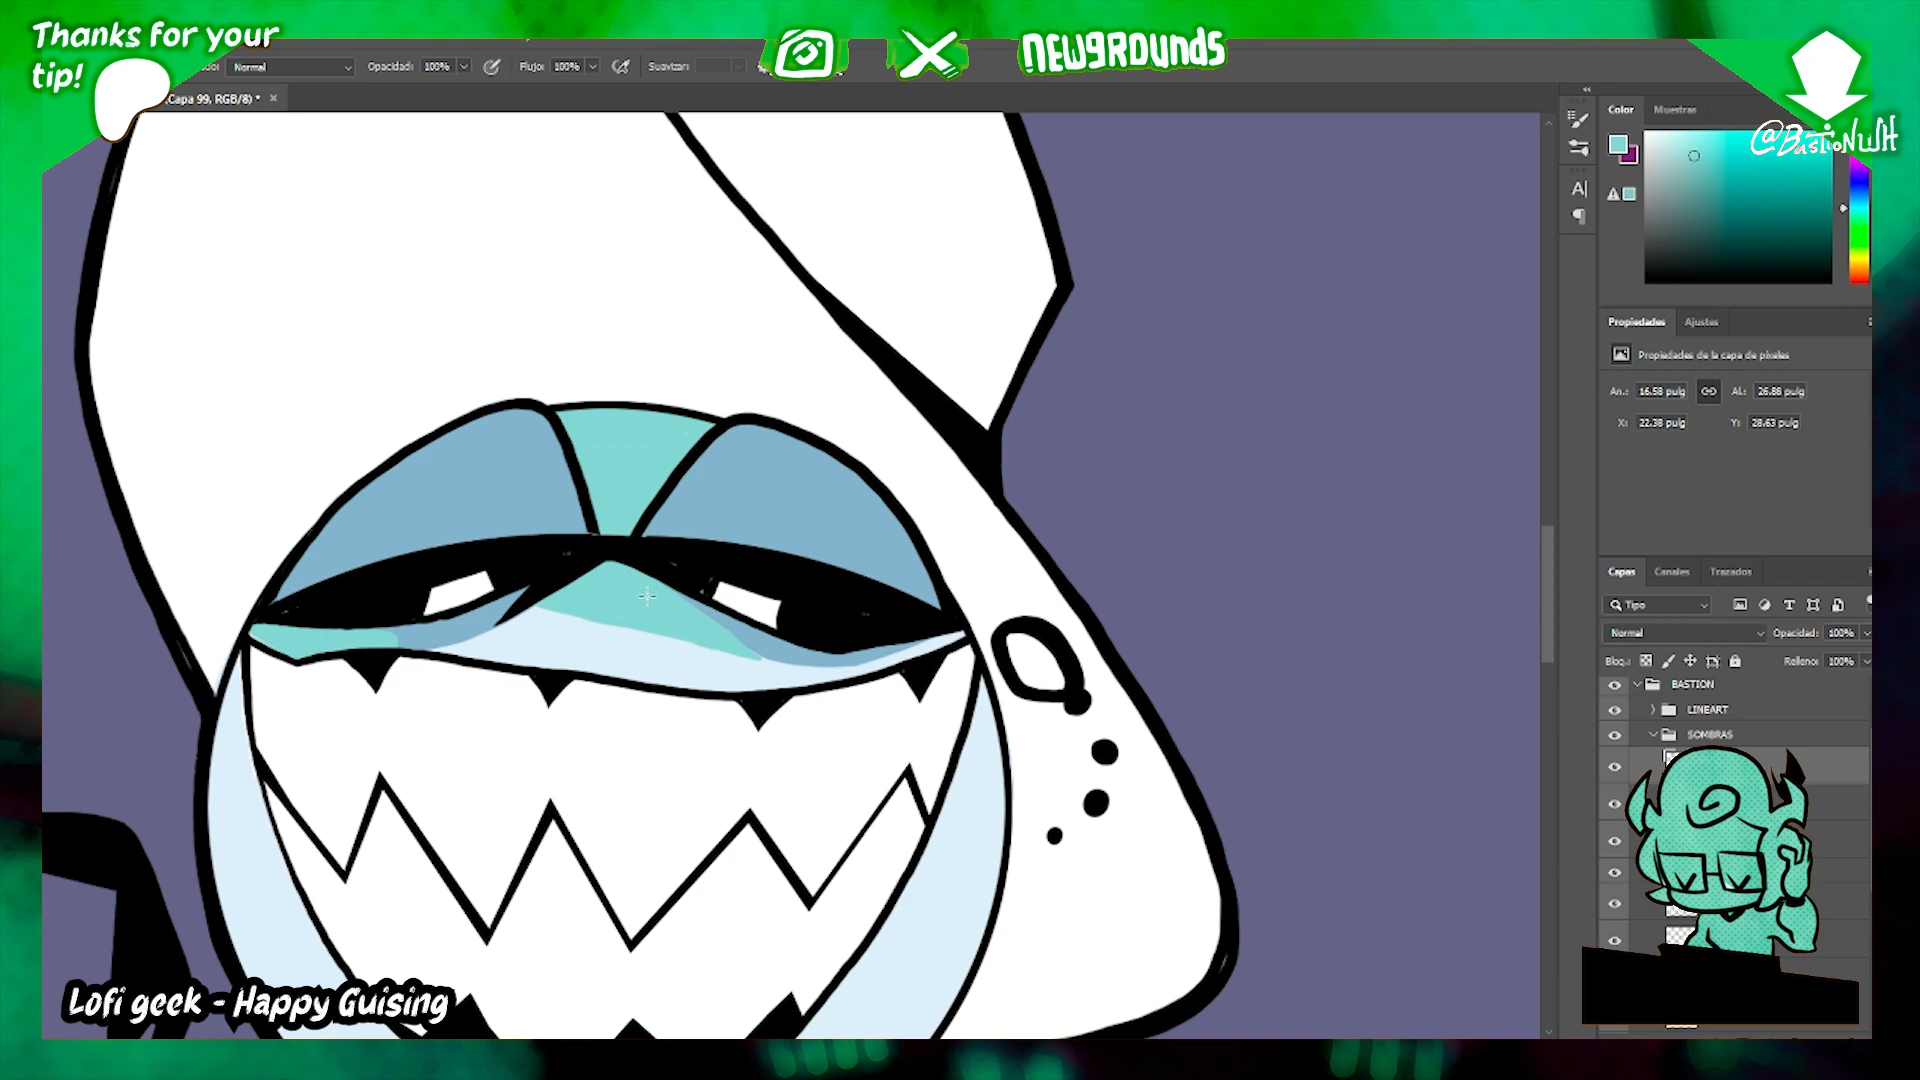 Thanks for your
tip!
NEWGROUNDS
@BastionWH
Normal
Opacidad: 100%
Flujo: 100%
Suavizar:
Capa 99, RGB/8) *
Color
Muestras
Propiedades
Ajustes
Propiedades de la capa de píxeles
An.: 16.58 pulg
AL: 26.88 pulg
X: 22.38 pulg
Y: 28.63 pulg
Capas
Canales
Trazados
Tipo
Normal
Opacidad: 100%
Bloq.:
Relleno: 100%
BASTION
LINEART
SOMBRAS
Lofi geek - Happy Guising